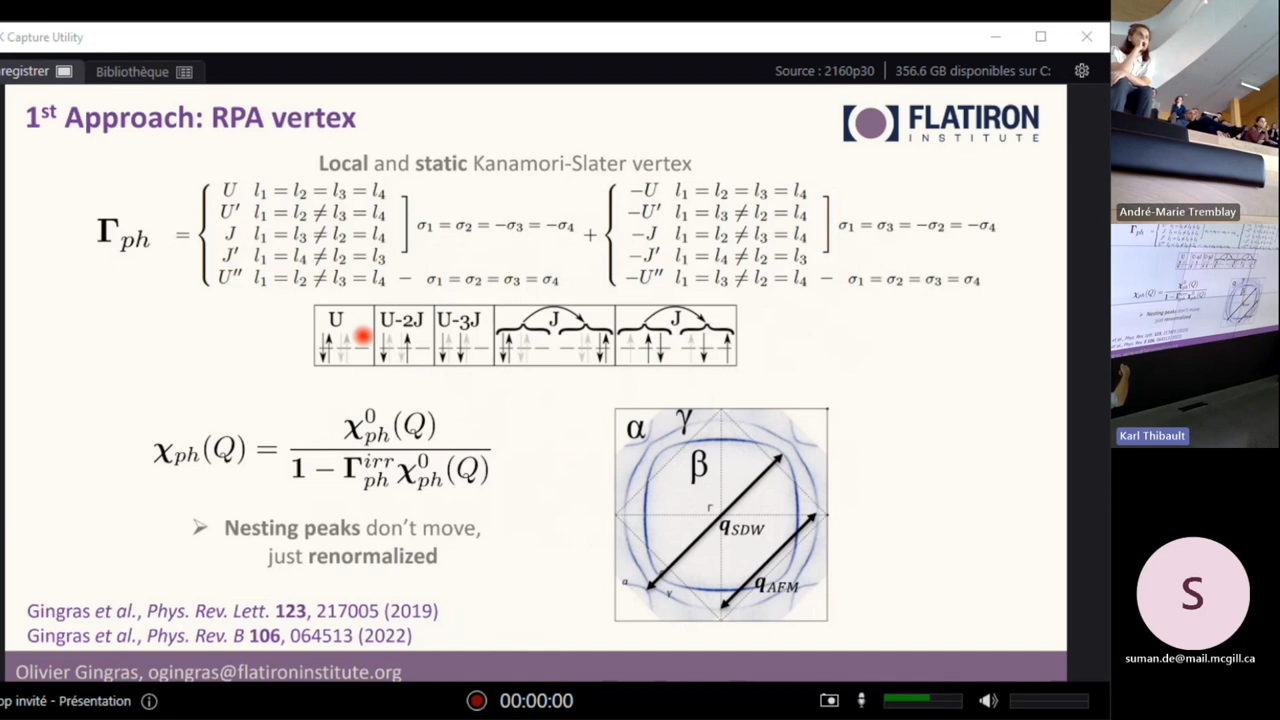 K Capture Utility
registrer
Bibliothèque
Source : 2160p30
356.6 GB disponibles sur C:
1st Approach: RPA vertex
FLATIRON
INSTITUTE
Local and static Kanamori-Slater vertex
Γph = { U l1 = l2 = l3 = l4
U′ l1 = l2 ≠ l3 = l4
J l1 = l3 ≠ l2 = l4
J′ l1 = l4 ≠ l2 = l3
] σ1 = σ2 = −σ3 = −σ4
U″ l1 = l2 ≠ l3 = l4 − σ1 = σ2 = σ3 = σ4
+ { −U l1 = l2 = l3 = l4
−U′ l1 = l3 ≠ l2 = l4
−J l1 = l2 ≠ l3 = l4
−J′ l1 = l4 ≠ l2 = l3
] σ1 = σ3 = −σ2 = −σ4
−U″ l1 = l3 ≠ l2 = l4 − σ1 = σ2 = σ3 = σ4
U U-2J U-3J J J
χph(Q) = χ0ph(Q) / 1 − Γirrph χ0ph(Q)
➢ Nesting peaks don't move,
just renormalized
α γ
β
Γ
qSDW
qAFM
α
γ
Gingras et al., Phys. Rev. Lett. 123, 217005 (2019)
Gingras et al., Phys. Rev. B 106, 064513 (2022)
Olivier Gingras, ogingras@flatironinstitute.org
op invité - Présentation
00:00:00
André-Marie Tremblay
Karl Thibault
S
suman.de@mail.mcgill.ca